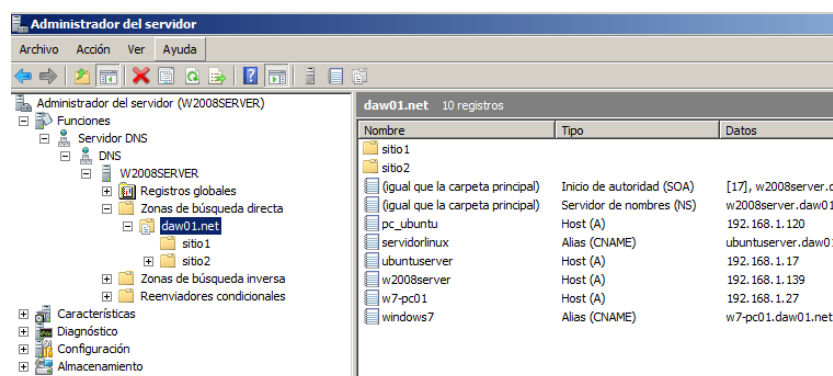 Administrador del servidor
Archivo Acción Ver Ayuda
Administrador del servidor (W2008SERVER)
Funciones
Servidor DNS
DNS
W2008SERVER
Registros globales
Zonas de búsqueda directa
daw01.net
sitio1
sitio2
Zonas de búsqueda inversa
Reenviadores condicionales
Características
Diagnóstico
Configuración
Almacenamiento
daw01.net 10 registros
Nombre Tipo Datos
sitio1
sitio2
(igual que la carpeta principal) Inicio de autoridad (SOA) [17], w2008server.d
(igual que la carpeta principal) Servidor de nombres (NS) w2008server.daw01
pc_ubuntu Host (A) 192.168.1.120
servidorlinux Alias (CNAME) ubuntuserver.daw0
ubuntuserver Host (A) 192.168.1.17
w2008server Host (A) 192.168.1.139
w7-pc01 Host (A) 192.168.1.27
windows7 Alias (CNAME) w7-pc01.daw01.net